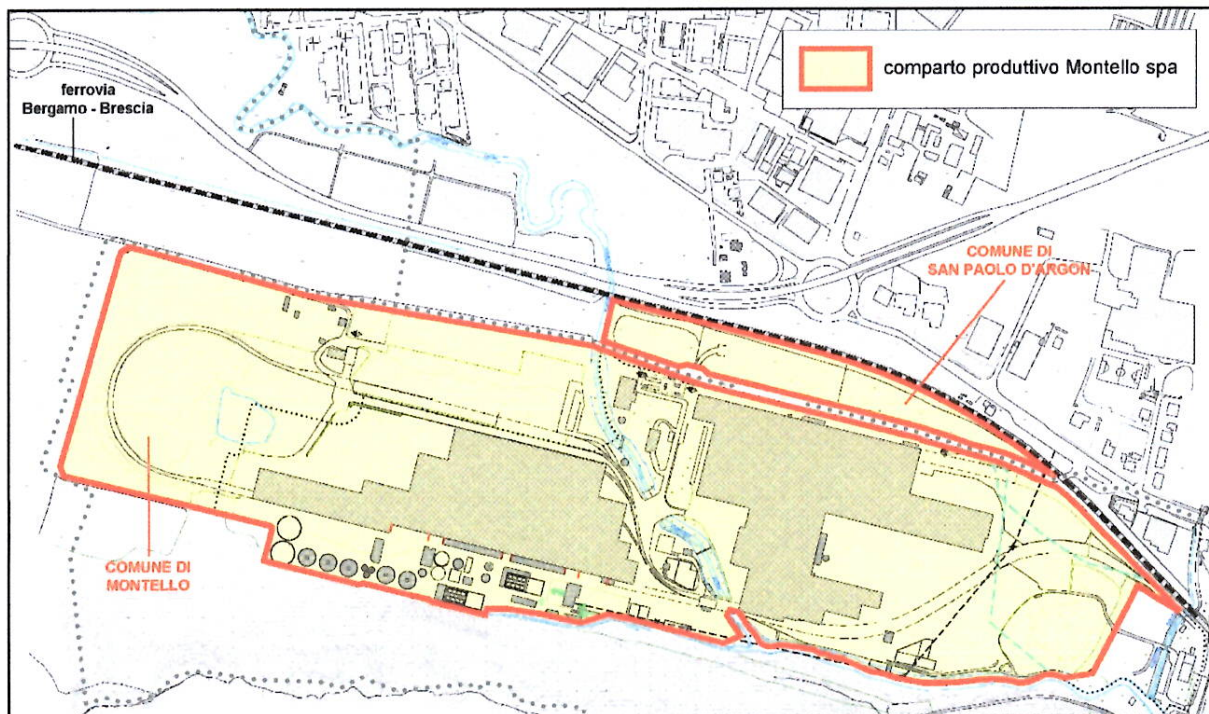 comparto produttivo Montello spa
ferrovia
Bergamo - Brescia
COMUNE DI
SAN PAOLO D'ARGON
COMUNE DI
MONTELLO